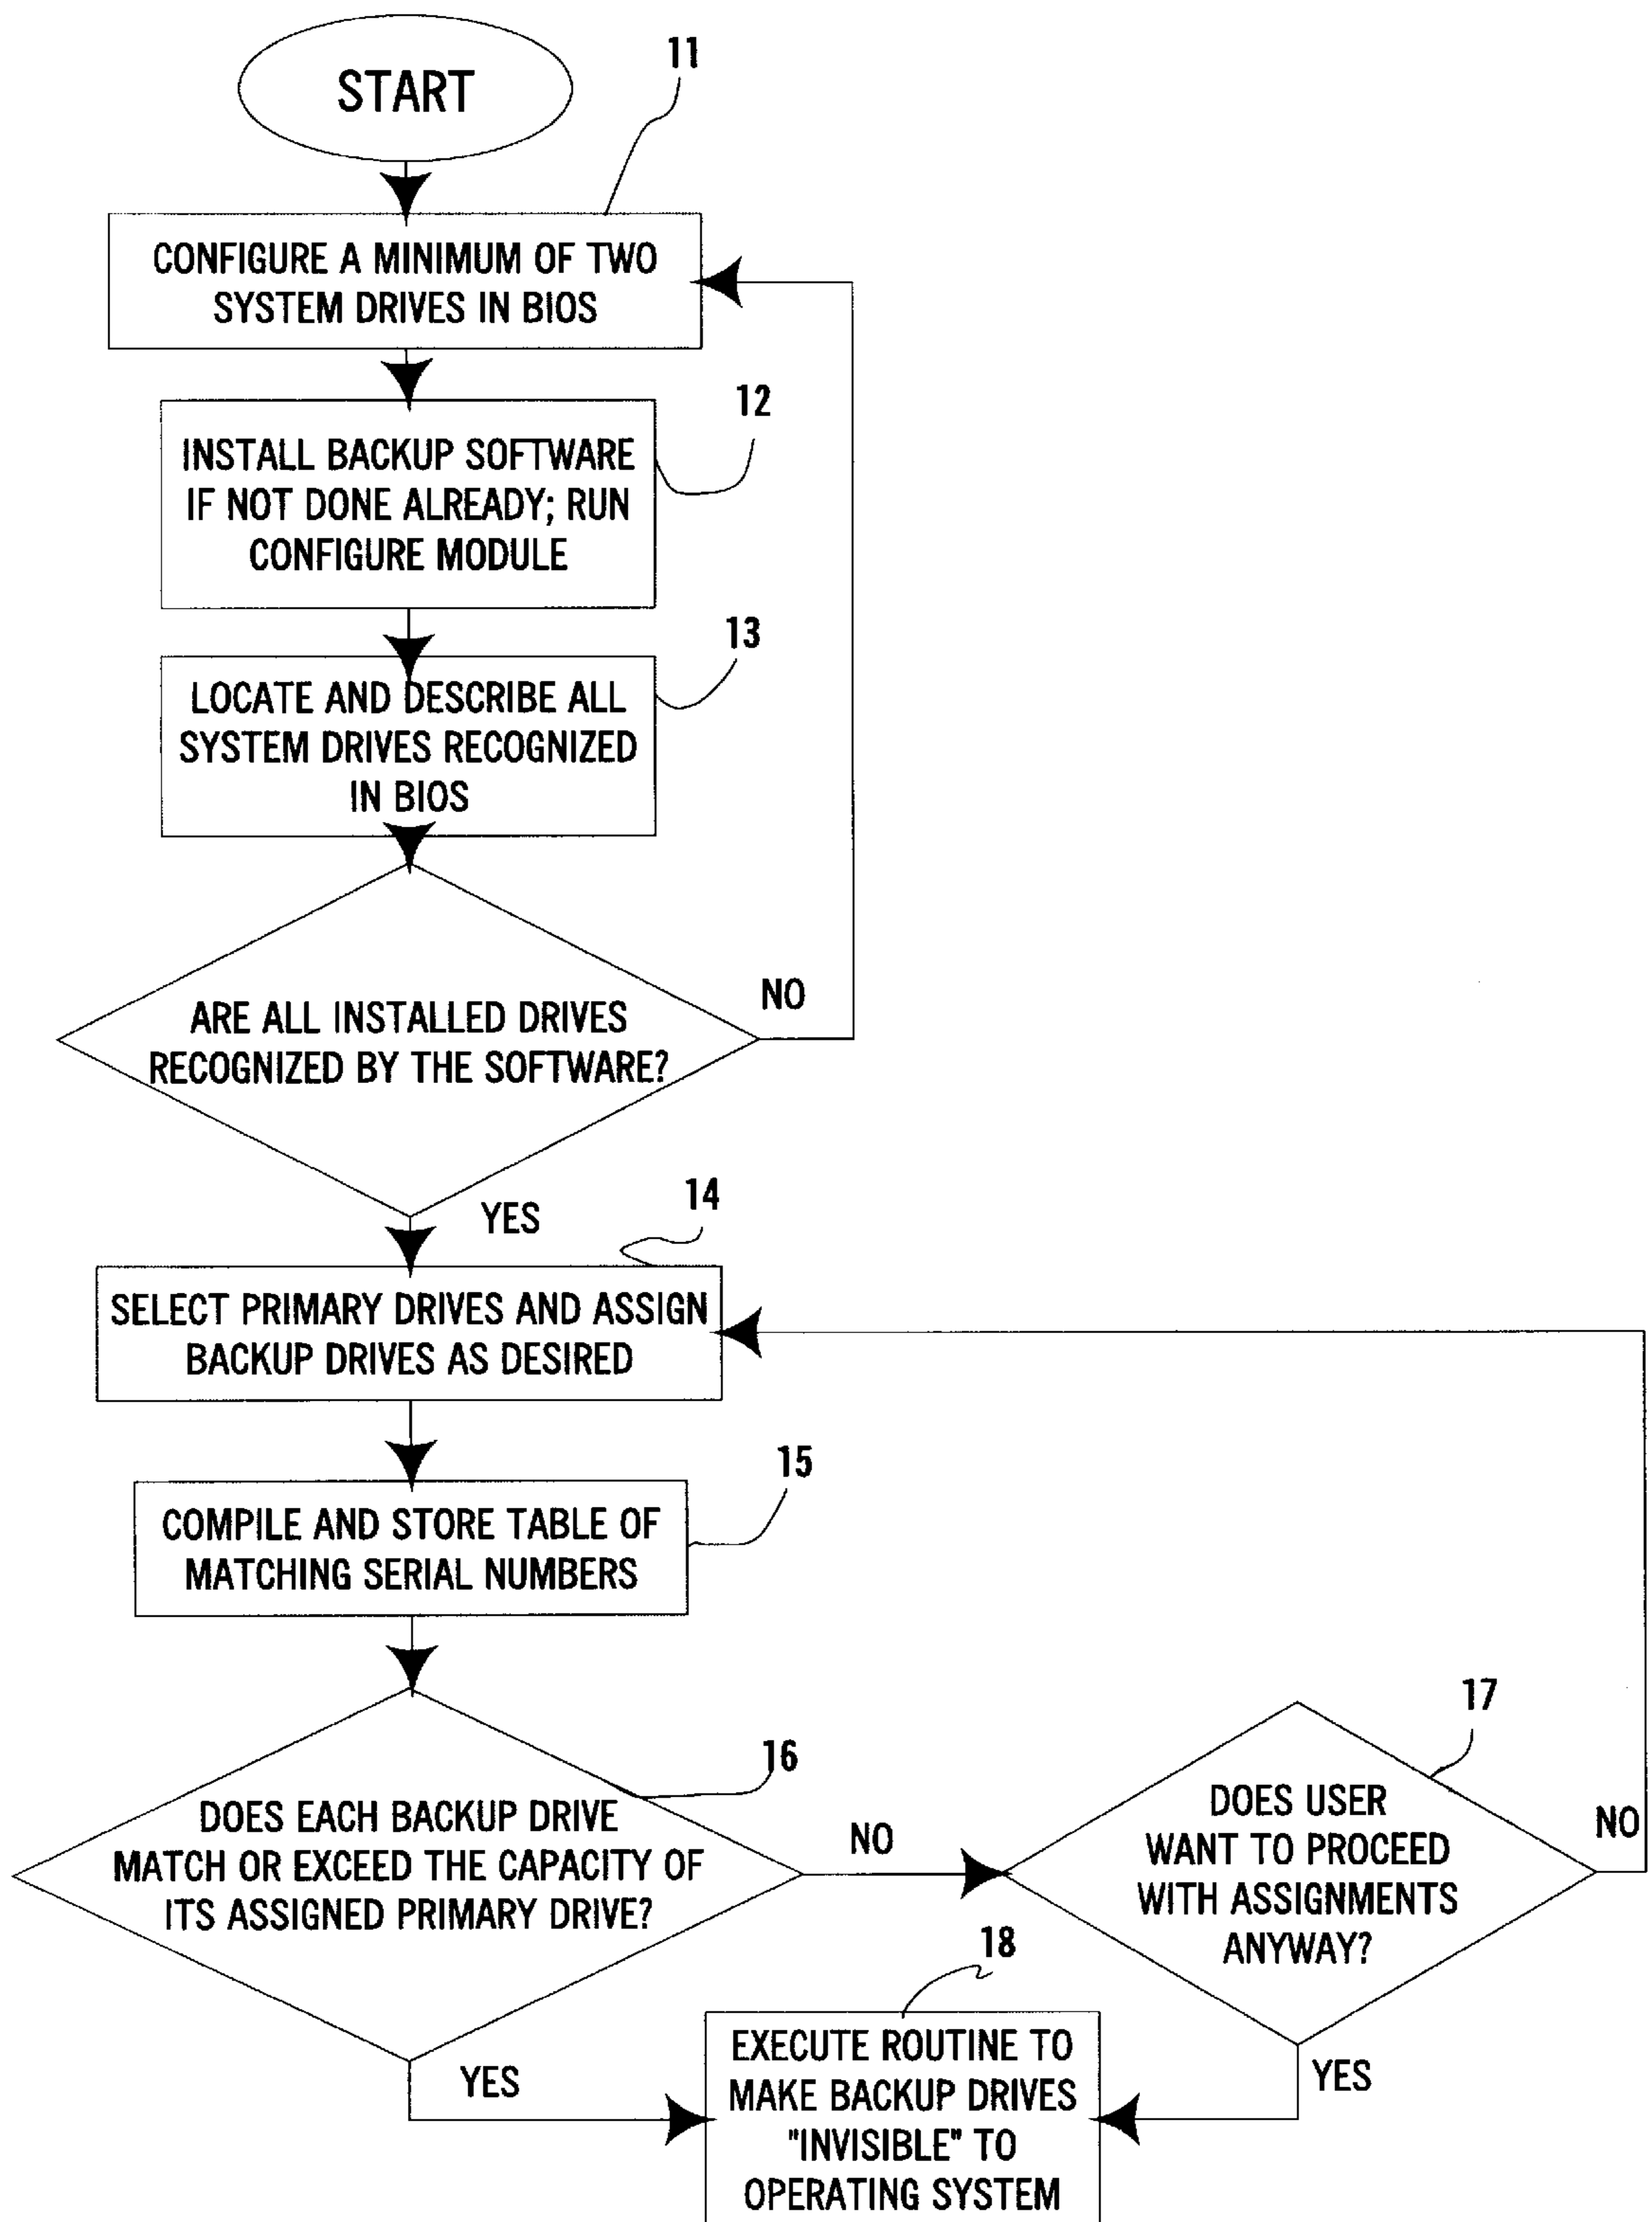 START
11
CONFIGURE A MINIMUM OF TWO
SYSTEM DRIVES IN BIOS
12
INSTALL BACKUP SOFTWARE
IF NOT DONE ALREADY; RUN
CONFIGURE MODULE
13
LOCATE AND DESCRIBE ALL
SYSTEM DRIVES RECOGNIZED
IN BIOS
ARE ALL INSTALLED DRIVES
RECOGNIZED BY THE SOFTWARE?
NO
YES
14
SELECT PRIMARY DRIVES AND ASSIGN
BACKUP DRIVES AS DESIRED
15
COMPILE AND STORE TABLE OF
MATCHING SERIAL NUMBERS
16
DOES EACH BACKUP DRIVE
MATCH OR EXCEED THE CAPACITY OF
ITS ASSIGNED PRIMARY DRIVE?
NO
YES
17
DOES USER
WANT TO PROCEED
WITH ASSIGNMENTS
ANYWAY?
NO
YES
18
EXECUTE ROUTINE TO
MAKE BACKUP DRIVES
"INVISIBLE" TO
OPERATING SYSTEM